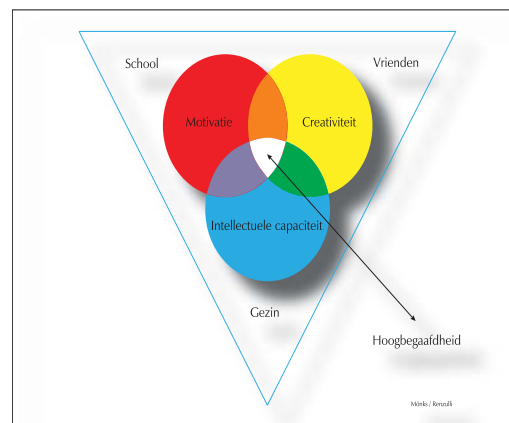 School
Vrienden
Motivatie
Creativiteit
Intellectuele capaciteit
Gezin
Hoogbegaafdheid
Mönks / Renzulli